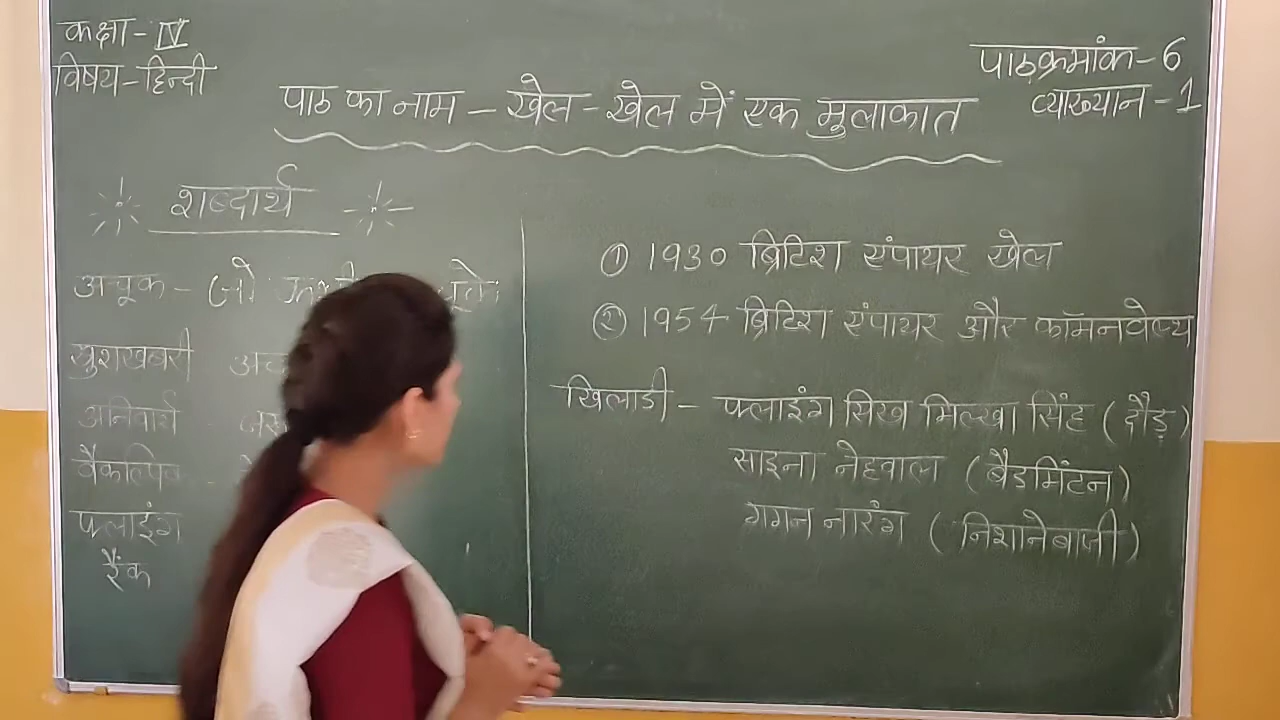 कक्षा - IV
विषय - हिन्दी
पाठ क्रमांक - 6
व्याख्यान - 1
पाठ का नाम - खेल - खेल में एक मुलाकात
शब्दार्थ
अचूक - जो कभी
खुशखबरी
अनिवार्य
वैकल्पिक
फ्लाइंग
रैंक
① 1930 ब्रिटिश एंपायर खेल
② 1954 ब्रिटिश एंपायर और कॉमनवेल्थ
खिलाडी - फ्लाइंग सिख मिल्खा सिंह (दौड़)
साइना नेहवाल (बैडमिंटन)
गगन नारंग (निशानेबाजी)